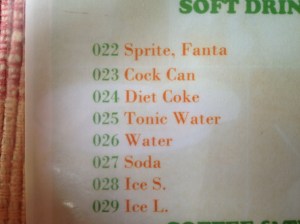 SOFT DRIN
022 Sprite, Fanta
023 Cock Can
024 Diet Coke
025 Tonic Water
026 Water
027 Soda
028 Ice S.
029 Ice L.